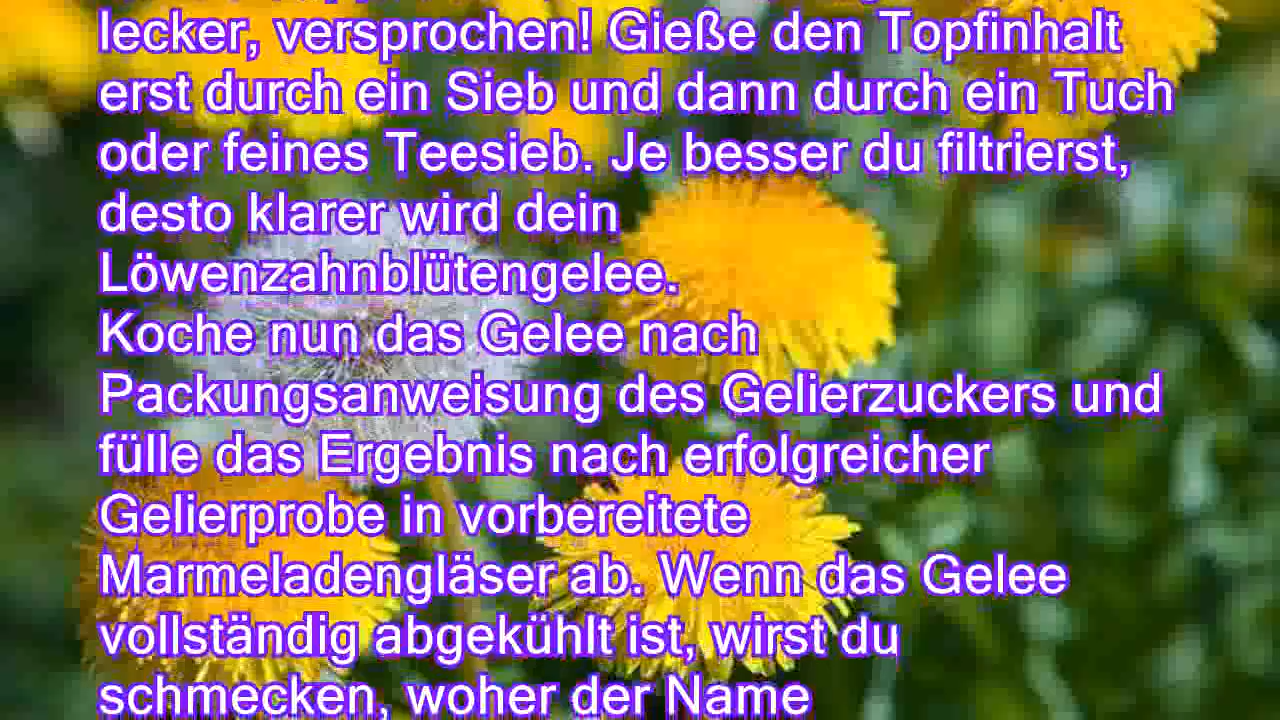 lecker, versprochen! Gieße den Topfinhalt
erst durch ein Sieb und dann durch ein Tuch
oder feines Teesieb. Je besser du filtrierst,
desto klarer wird dein
Löwenzahnblütengelee.
Koche nun das Gelee nach
Packungsanweisung des Gelierzuckers und
fülle das Ergebnis nach erfolgreicher
Gelierprobe in vorbereitete
Marmeladengläser ab. Wenn das Gelee
vollständig abgekühlt ist, wirst du
schmecken, woher der Name